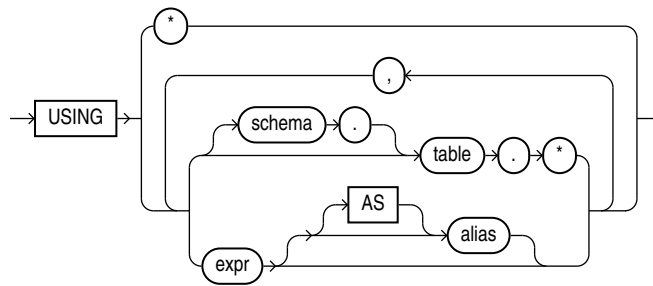 *
,
USING
schema .
table . *
AS
alias
expr